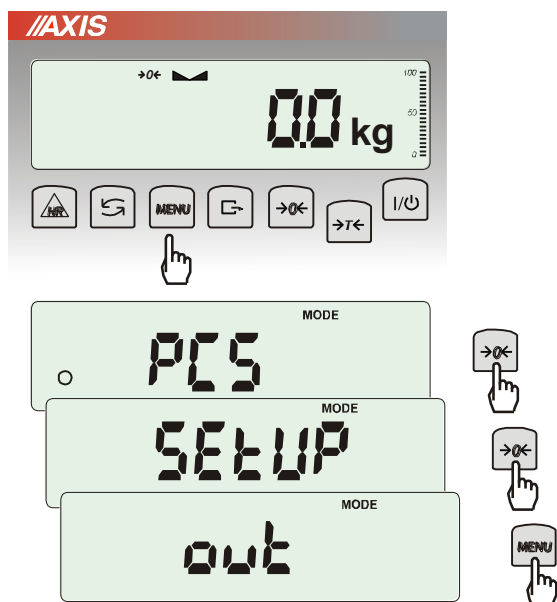 //AXIS
→0←
100
50
0
0.0 kg
HR
MENU
→0←
→T←
I/⏻
MODE
PCS
→0←
MODE
SEtUP
→0←
MODE
out
MENU